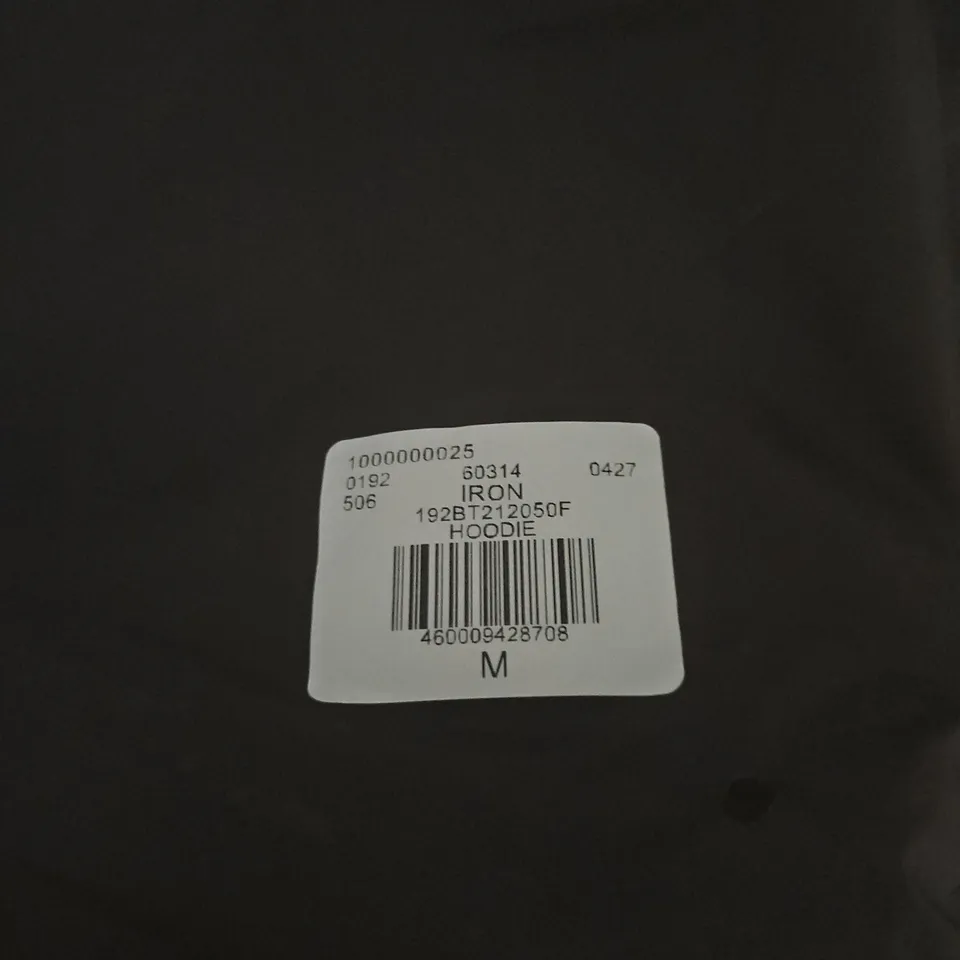 1000000025
0192 60314 0427
506 IRON
192BT212050F
HOODIE
460009428708
M